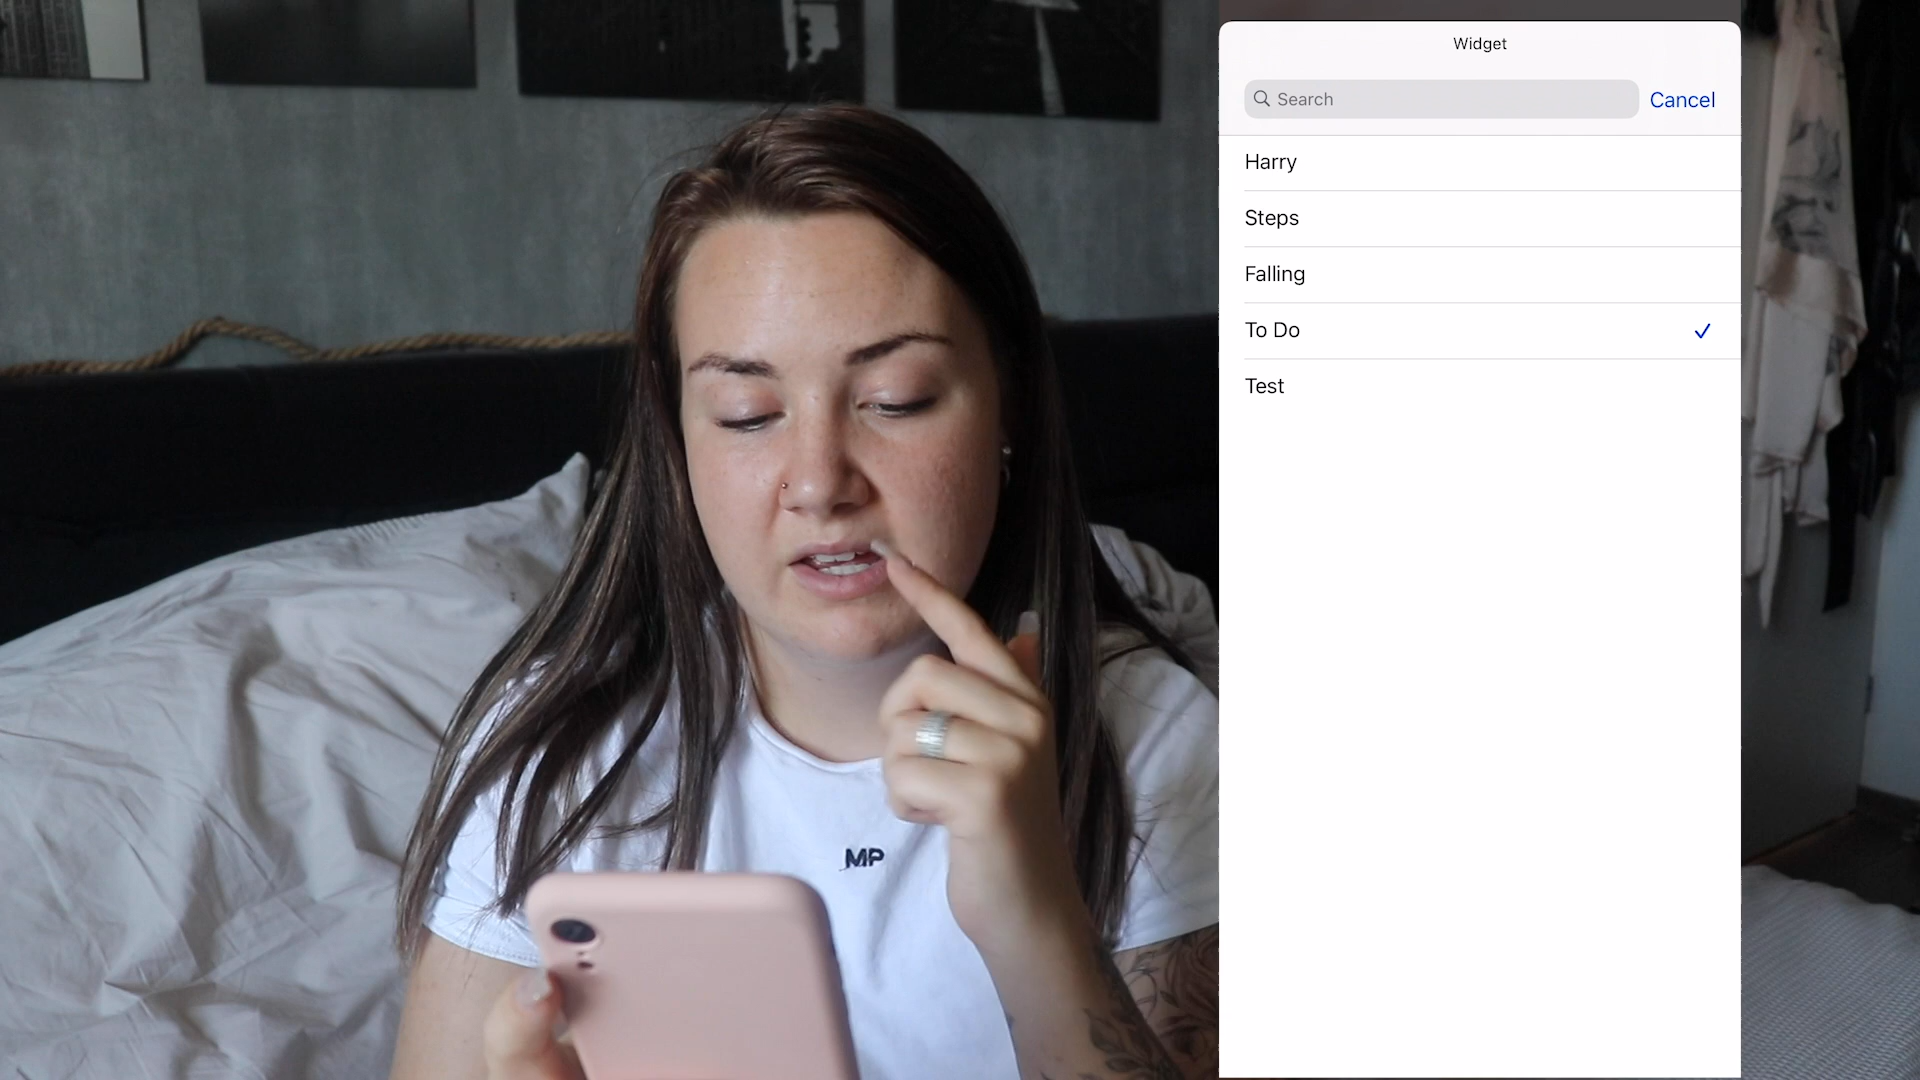 Widget
Search
Cancel
Harry
Steps
Falling
To Do
Test
MP